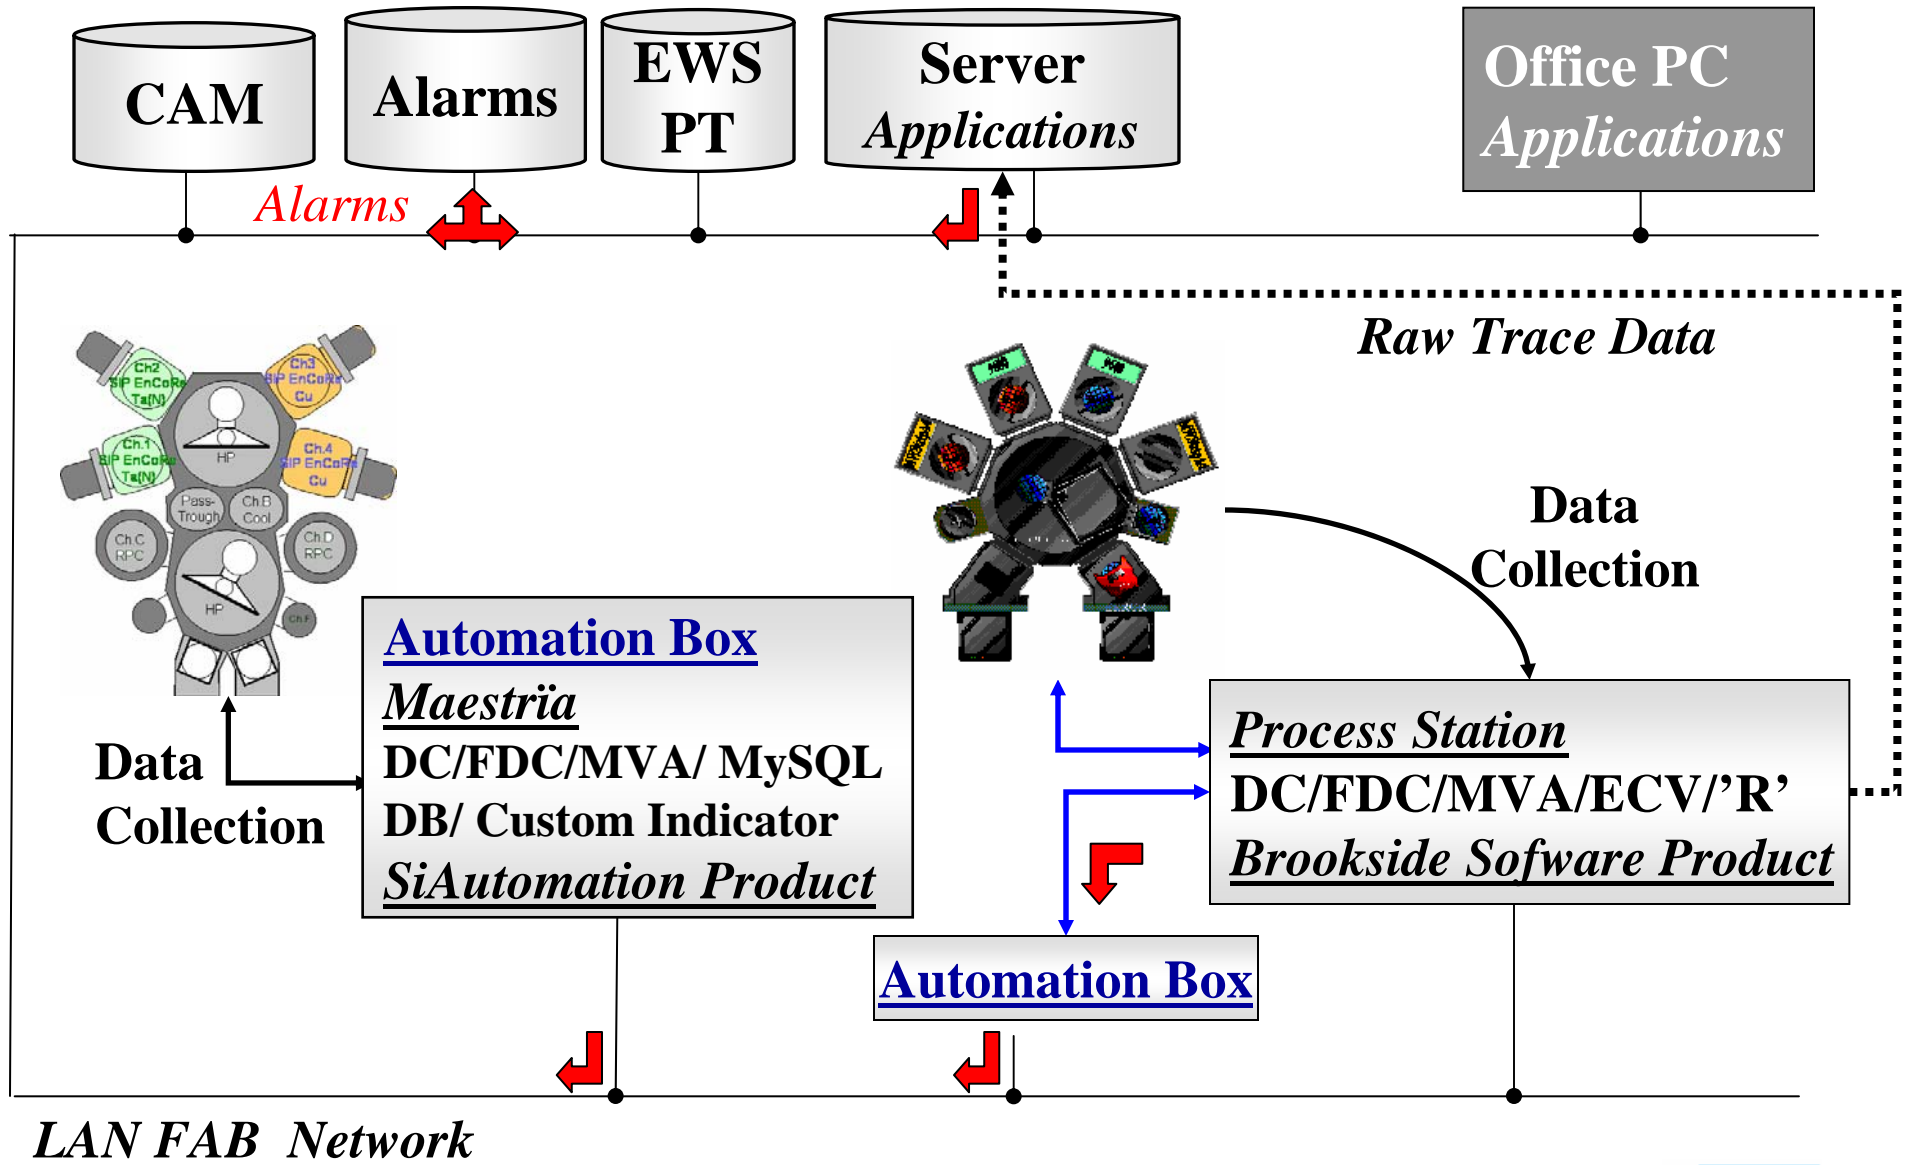 CAM
Alarms
EWS
PT
Server
Applications
Office PC
Applications
Alarms
Raw Trace Data
Ch2
SIP EnCoRe
Ta(N)
Ch3
SIP EnCoRe
Cu
Ch.1
SIP EnCoRe
Ta(N)
Ch.4
SIP EnCoRe
Cu
HP
Pass-
Trough
Ch.B
Cool
Ch.C
RPC
Ch.D
RPC
HP
Ch.F
Data
Collection
Data
Collection
Automation Box
Maestrïa
DC/FDC/MVA/ MySQL
DB/ Custom Indicator
SiAutomation Product
Process Station
DC/FDC/MVA/ECV/’R’
Brookside Sofware Product
Automation Box
LAN FAB Network